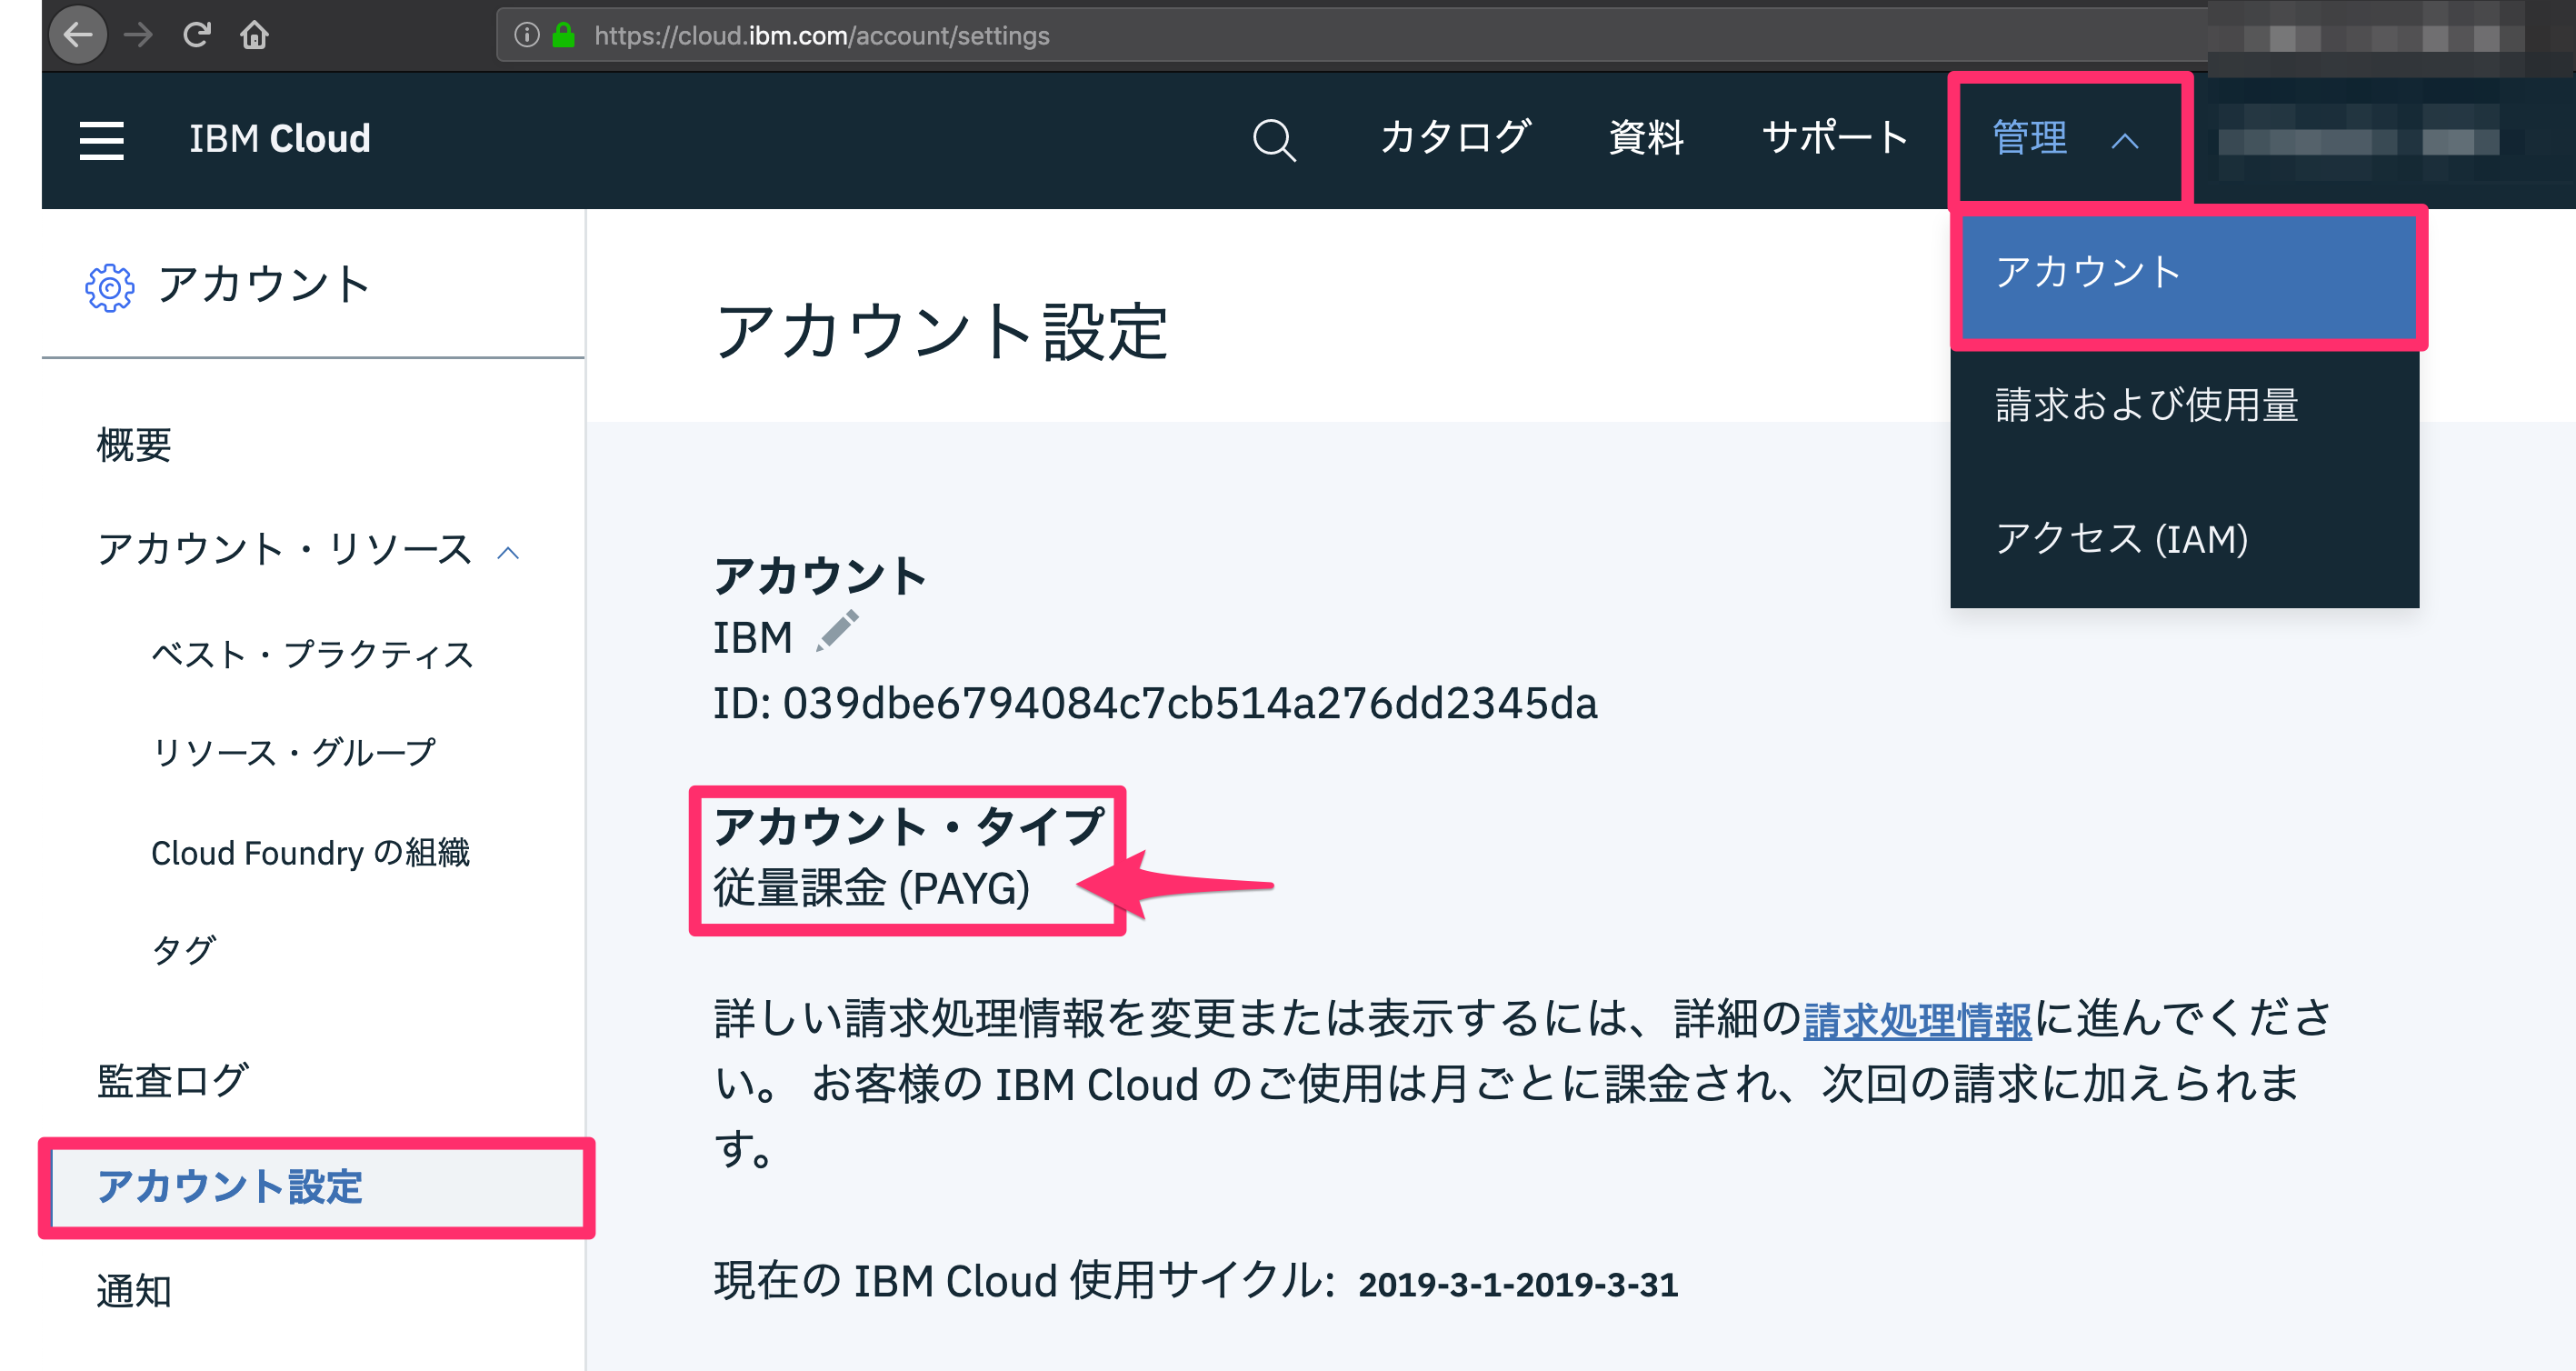 https://cloud.ibm.com/account/settings
IBM Cloud
カタログ
資料
サポート
管理
アカウント
請求および使用量
アクセス (IAM)
アカウント
概要
アカウント・リソース
ベスト・プラクティス
リソース・グループ
Cloud Foundry の組織
タグ
監査ログ
アカウント設定
通知
アカウント設定
アカウント
IBM
ID: 039dbe6794084c7cb514a276dd2345da
アカウント・タイプ
従量課金 (PAYG)
詳しい請求処理情報を変更または表示するには、詳細の請求処理情報に進んでくださ
い。 お客様の IBM Cloud のご使用は月ごとに課金され、次回の請求に加えられま
す。
現在の IBM Cloud 使用サイクル: 2019-3-1-2019-3-31